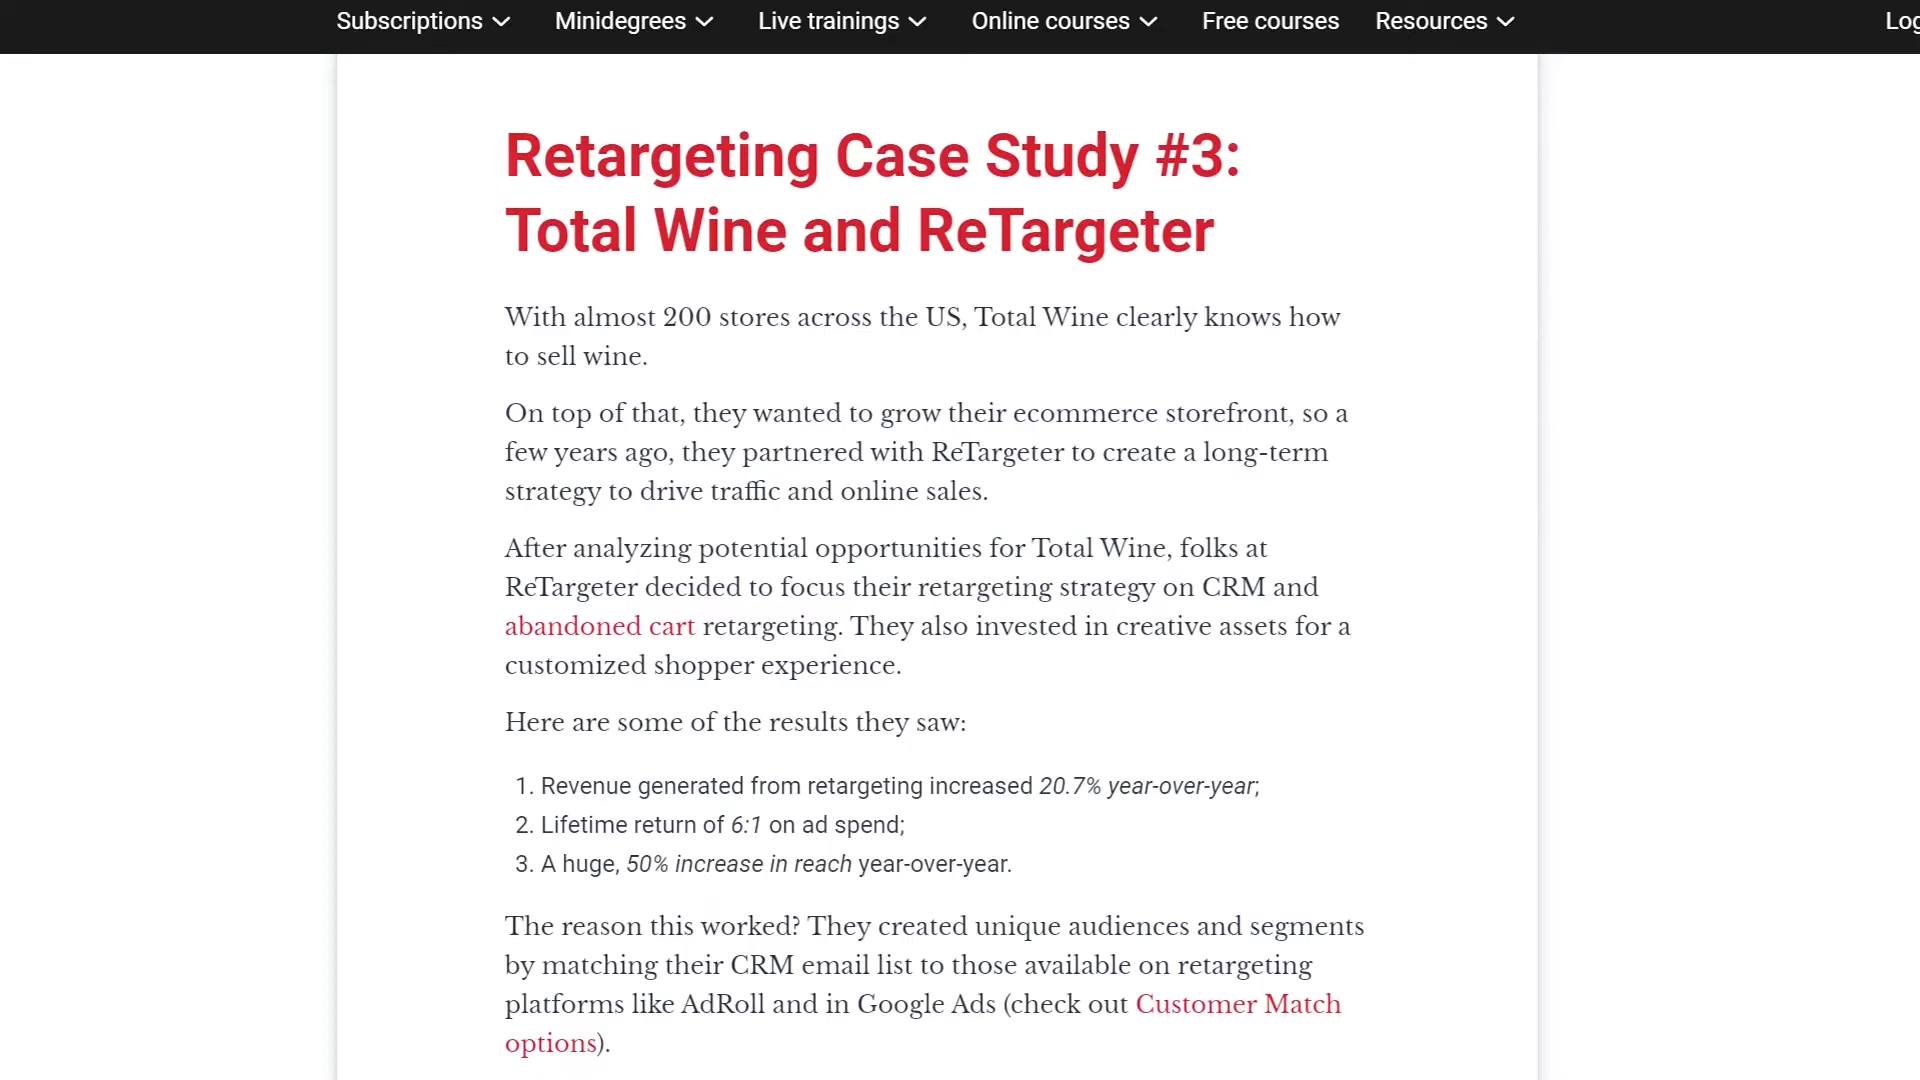 Subscriptions Minidegrees Live trainings Online courses Free courses Resources
Retargeting Case Study #3:
Total Wine and ReTargeter
With almost 200 stores across the US, Total Wine clearly knows how
to sell wine.
On top of that, they wanted to grow their ecommerce storefront, so a
few years ago, they partnered with ReTargeter to create a long-term
strategy to drive traffic and online sales.
After analyzing potential opportunities for Total Wine, folks at
ReTargeter decided to focus their retargeting strategy on CRM and
abandoned cart retargeting. They also invested in creative assets for a
customized shopper experience.
Here are some of the results they saw:
1. Revenue generated from retargeting increased 20.7% year-over-year;
2. Lifetime return of 6:1 on ad spend;
3. A huge, 50% increase in reach year-over-year.
The reason this worked? They created unique audiences and segments
by matching their CRM email list to those available on retargeting
platforms like AdRoll and in Google Ads (check out Customer Match
options).